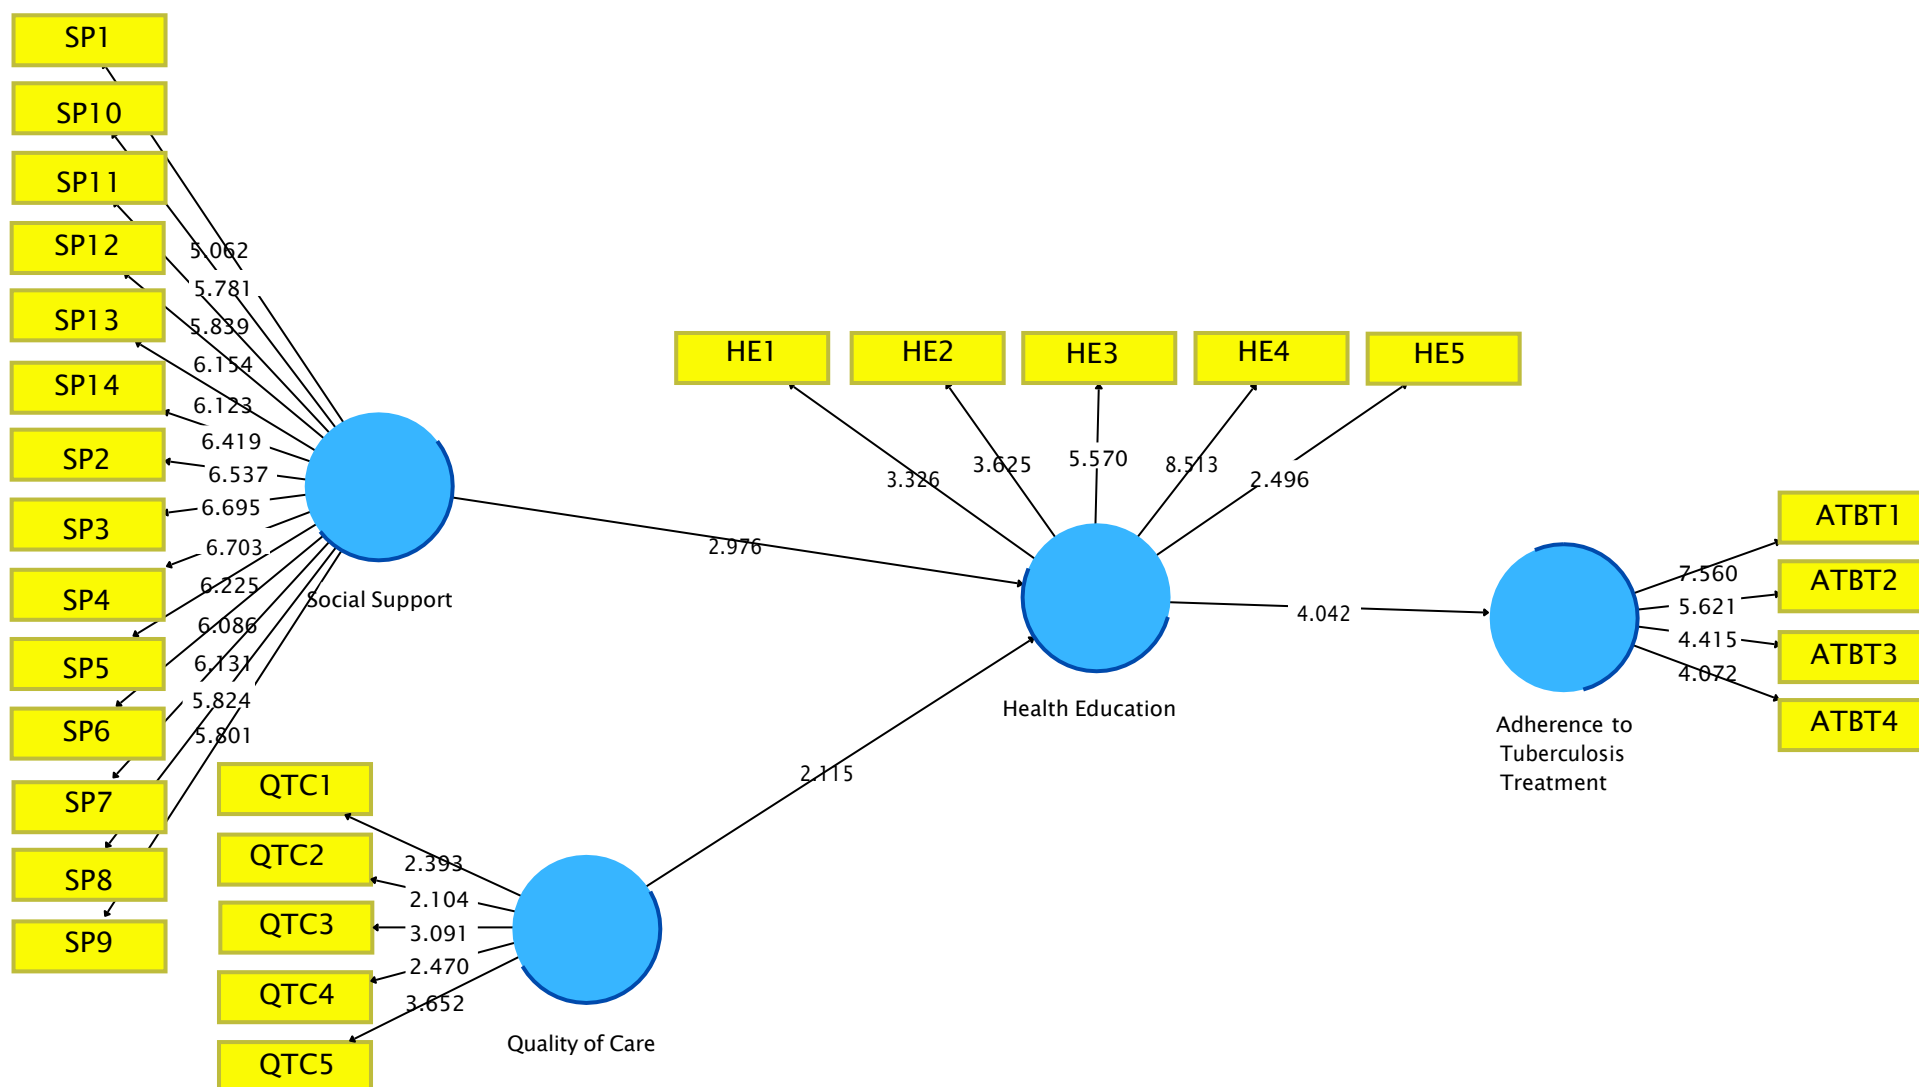 SP1
SP10
SP11
SP12
SP13
SP14
SP2
SP3
SP4
SP5
SP6
SP7
SP8
SP9
5.062
5.781
5.839
6.154
6.123
6.419
6.537
6.695
6.703
6.225
6.086
6.131
5.824
5.801
Social Support
2.976
QTC1
QTC2
QTC3
QTC4
QTC5
2.393
2.104
3.091
2.470
3.652
Quality of Care
2.115
HE1
HE2
HE3
HE4
HE5
3.326
3.625
5.570
8.513
2.496
Health Education
4.042
Adherence to
Tuberculosis
Treatment
7.560
5.621
4.415
4.072
ATBT1
ATBT2
ATBT3
ATBT4